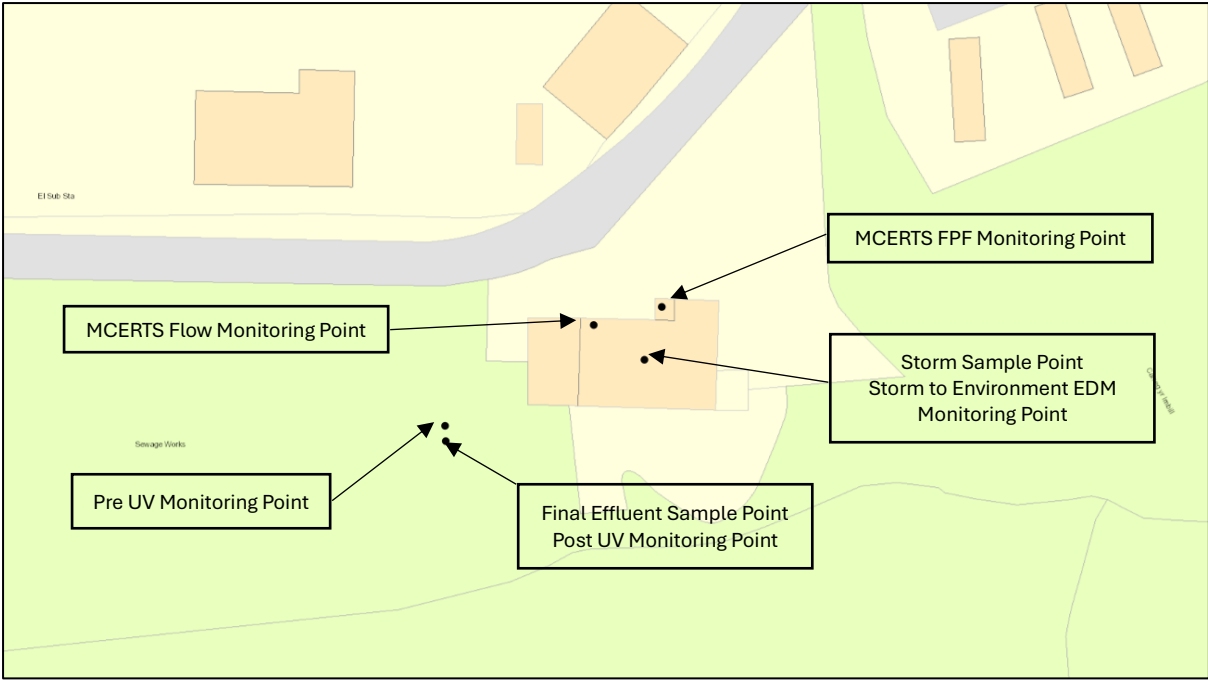 El Sub Sta
MCERTS FPF Monitoring Point
MCERTS Flow Monitoring Point
Storm Sample Point
Storm to Environment EDM
Monitoring Point
Sewage Works
Pre UV Monitoring Point
Final Effluent Sample Point
Post UV Monitoring Point